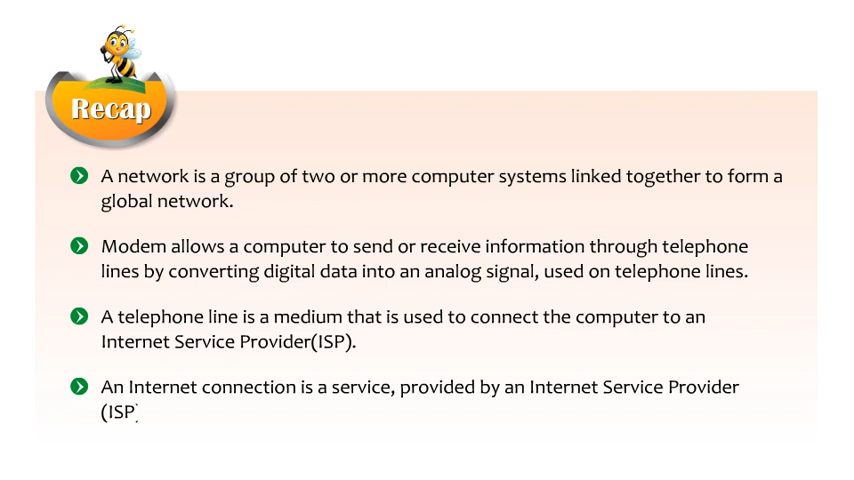 Recap
A network is a group of two or more computer systems linked together to form a
global network.
Modem allows a computer to send or receive information through telephone
lines by converting digital data into an analog signal, used on telephone lines.
A telephone line is a medium that is used to connect the computer to an
Internet Service Provider(ISP).
An Internet connection is a service, provided by an Internet Service Provider
(ISP